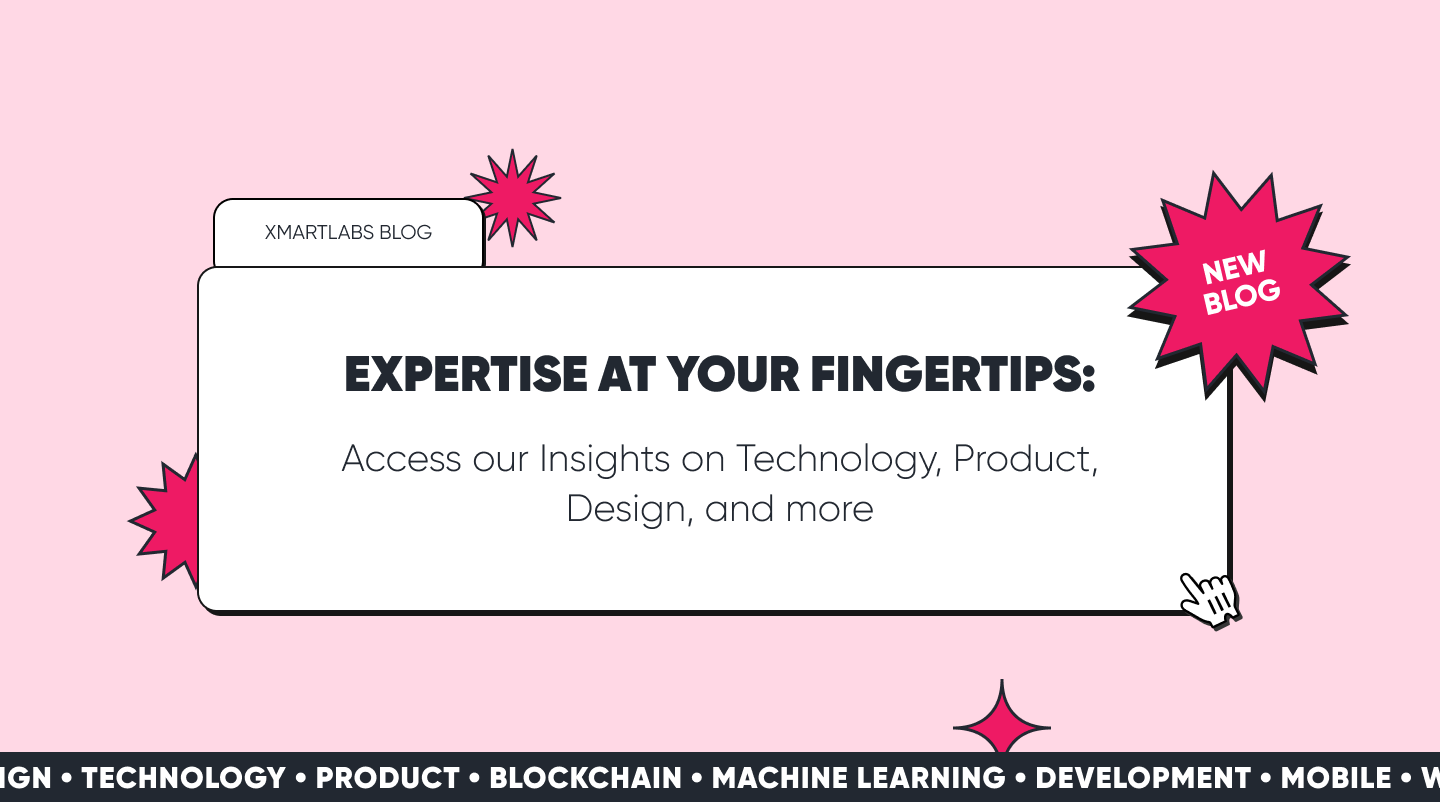 XMARTLABS BLOG
NEW
BLOG
EXPERTISE AT YOUR FINGERTIPS:
Access our Insights on Technology, Product,
Design, and more
IGN • TECHNOLOGY • PRODUCT • BLOCKCHAIN • MACHINE LEARNING • DEVELOPMENT • MOBILE • W